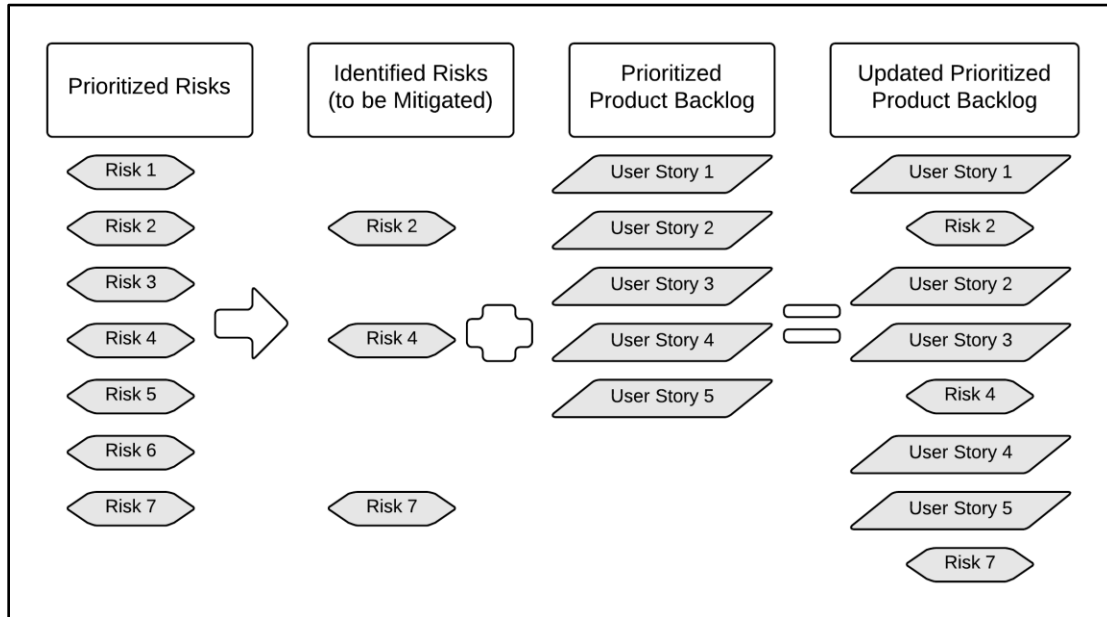 Prioritized Risks
Risk 1
Risk 2
Risk 3
Risk 4
Risk 5
Risk 6
Risk 7
Identified Risks
(to be Mitigated)
Risk 2
Risk 4
Risk 7
Prioritized
Product Backlog
User Story 1
User Story 2
User Story 3
User Story 4
User Story 5
Updated Prioritized
Product Backlog
User Story 1
Risk 2
User Story 2
User Story 3
Risk 4
User Story 4
User Story 5
Risk 7